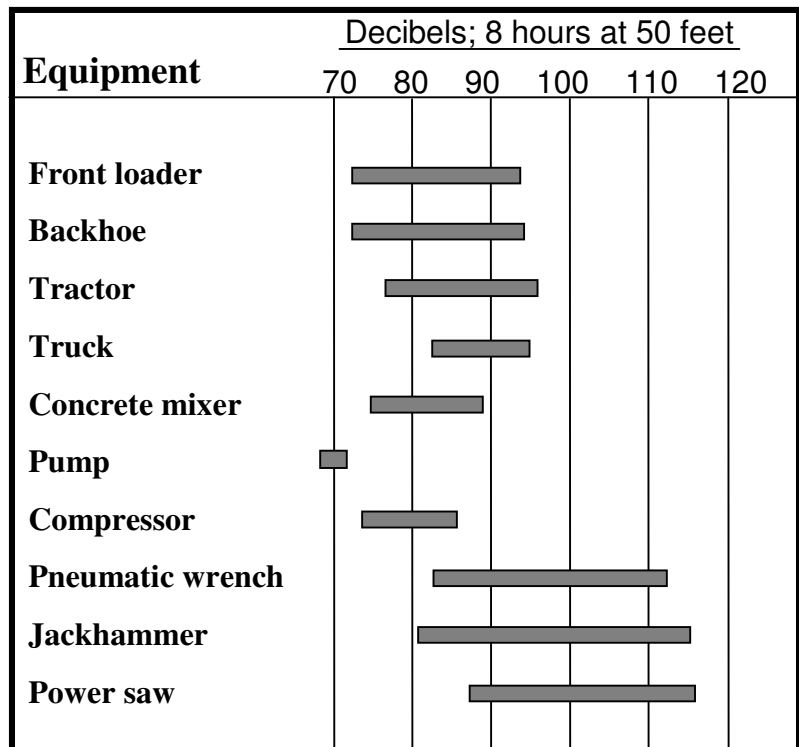 Decibels; 8 hours at 50 feet
Equipment
70 80 90 100 110 120
Front loader
Backhoe
Tractor
Truck
Concrete mixer
Pump
Compressor
Pneumatic wrench
Jackhammer
Power saw